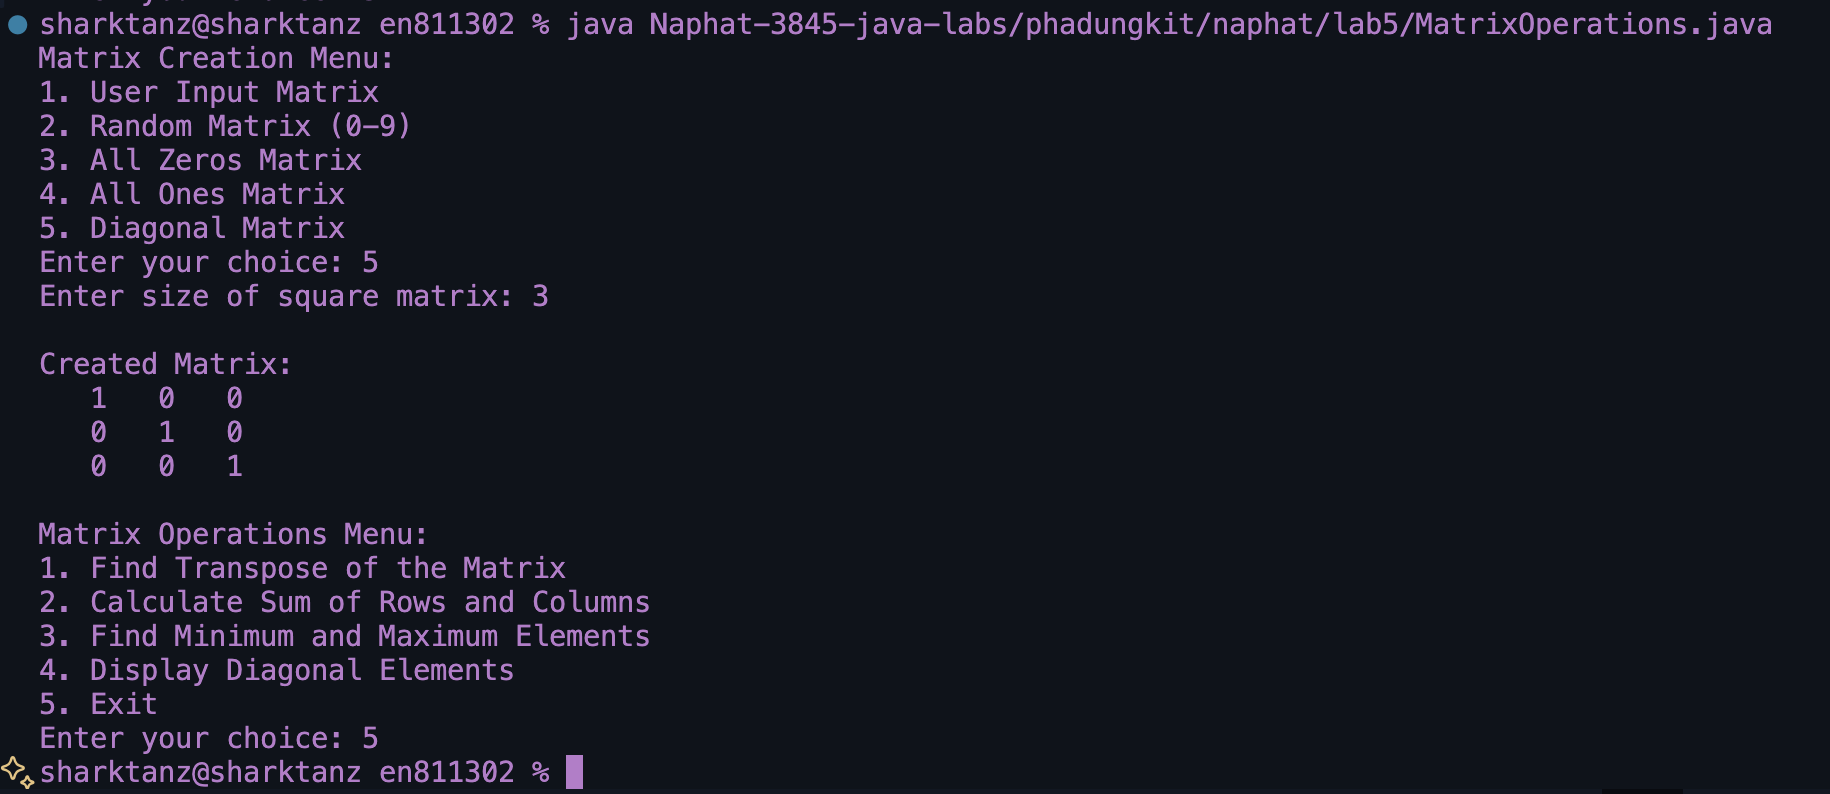 sharktanz@sharktanz en811302 % java Naphat-3845-java-labs/phadungkit/naphat/lab5/MatrixOperations.java
Matrix Creation Menu:
1. User Input Matrix
2. Random Matrix (0-9)
3. All Zeros Matrix
4. All Ones Matrix
5. Diagonal Matrix
Enter your choice: 5
Enter size of square matrix: 3
Created Matrix:
1 0 0
0 1 0
0 0 1
Matrix Operations Menu:
1. Find Transpose of the Matrix
2. Calculate Sum of Rows and Columns
3. Find Minimum and Maximum Elements
4. Display Diagonal Elements
5. Exit
Enter your choice: 5
sharktanz@sharktanz en811302 %